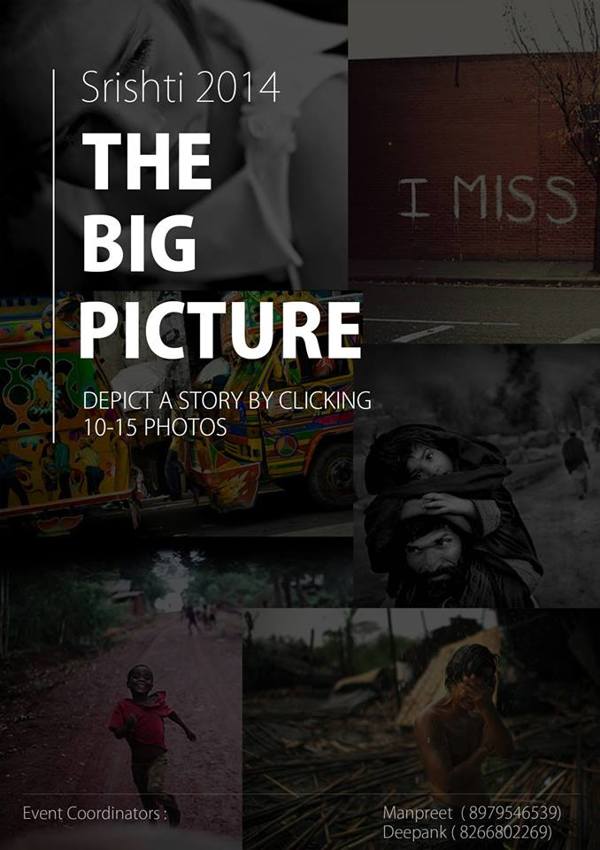 Srishti 2014
THE
BIG
PICTURE
DEPICT A STORY BY CLICKING
10-15 PHOTOS
I MISS
Event Coordinators :
Manpreet ( 8979546539)
Deepank ( 8266802269)